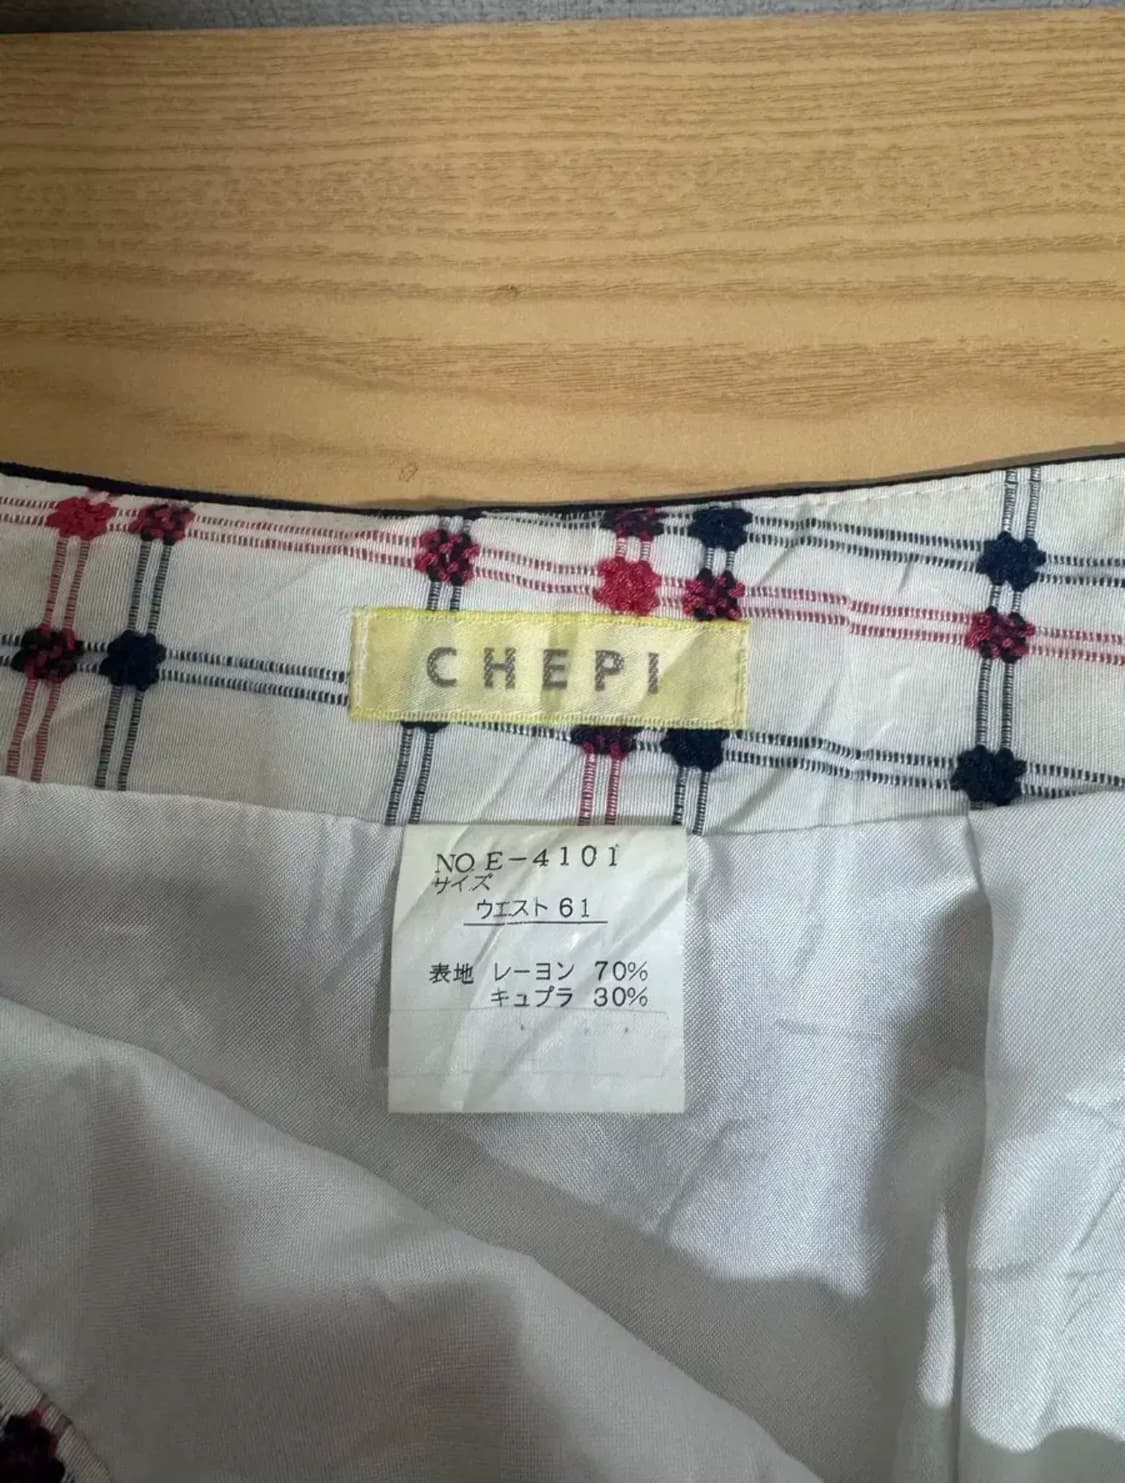 CHEPI
NO E-4101
サイズ
ウエスト 61
表地 レーヨン 70%
キュプラ 30%